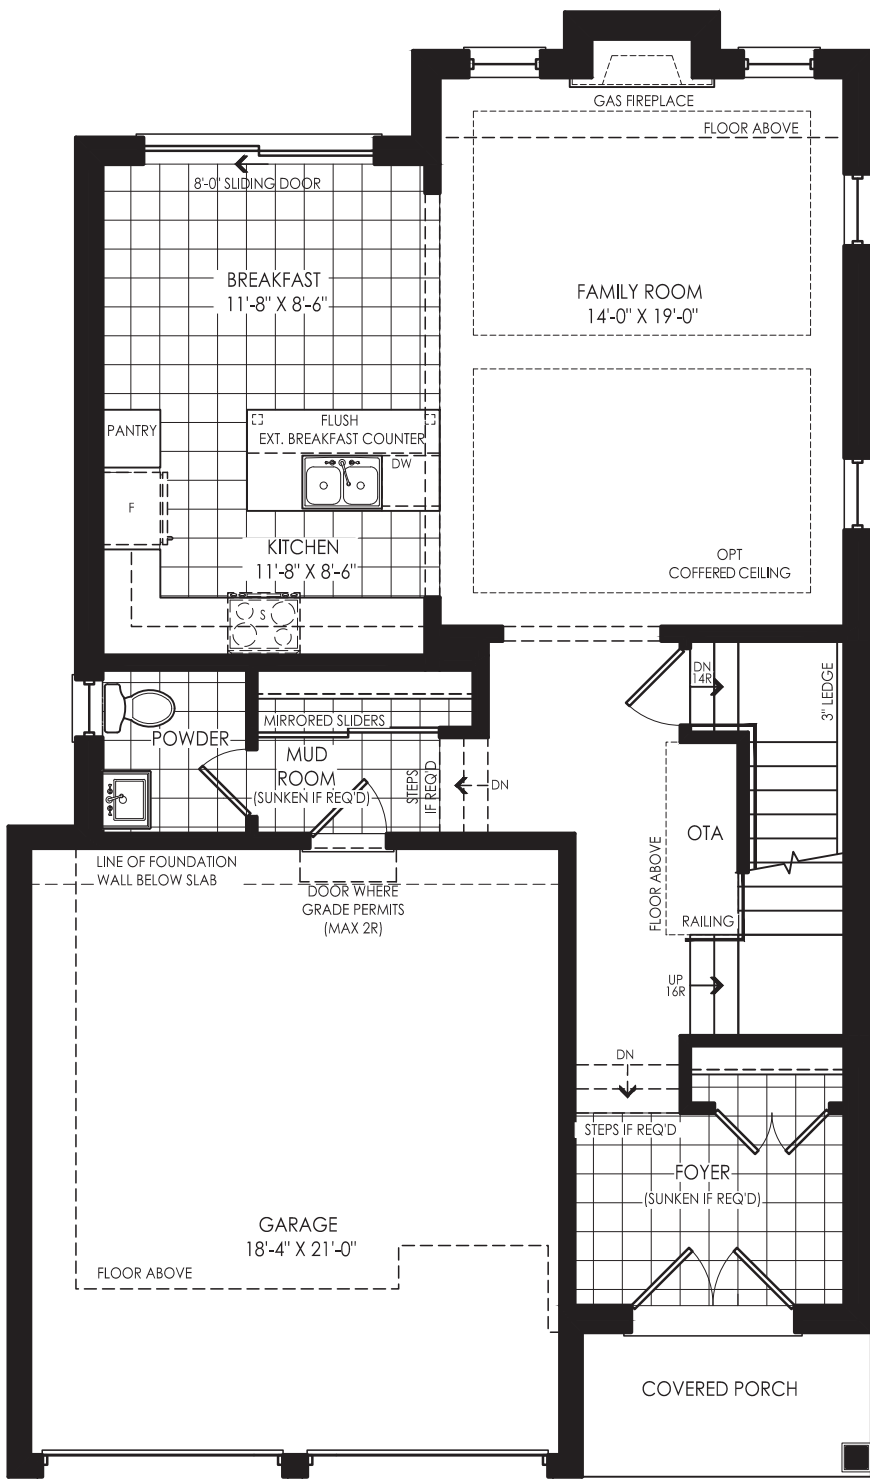 GAS FIREPLACE
FLOOR ABOVE
8'-0" SLIDING DOOR
BREAKFAST
11'-8" X 8'-6"
FAMILY ROOM
14'-0" X 19'-0"
PANTRY
FLUSH
EXT. BREAKFAST COUNTER
DW
F
KITCHEN
11'-8" X 8'-6"
OPT
COFFERED CEILING
S
DN
14R
3" LEDGE
MIRRORED SLIDERS
POWDER
MUD
ROOM
(SUNKEN IF REQ'D)
STEPS
IF REQ'D
DN
OTA
FLOOR ABOVE
RAILING
LINE OF FOUNDATION
WALL BELOW SLAB
DOOR WHERE
GRADE PERMITS
(MAX 2R)
UP
16R
DN
STEPS IF REQ'D
FOYER
(SUNKEN IF REQ'D)
GARAGE
18'-4" X 21'-0"
FLOOR ABOVE
COVERED PORCH